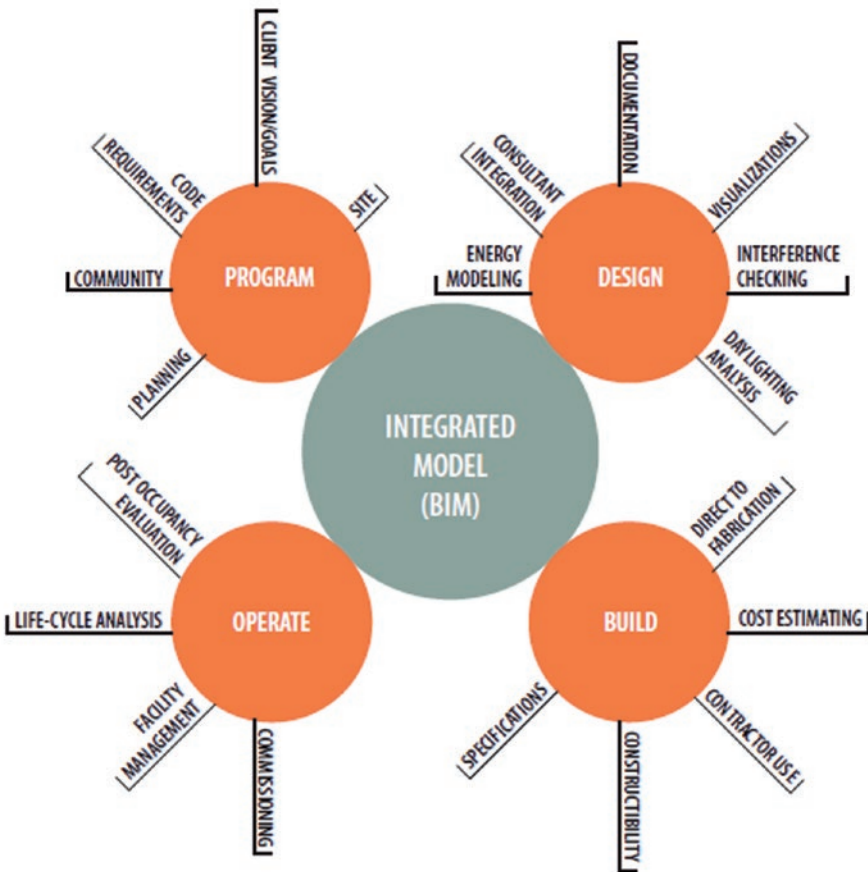 CLIENT VISION/GOALS
CODE
REQUIREMENTS
SITE
COMMUNITY
PROGRAM
PLANNING
DOCUMENTATION
CONSULTANT
INTEGRATION
VISUALIZATIONS
ENERGY
MODELING
DESIGN
INTERFERENCE
CHECKING
DAYLIGHTING
ANALYSIS
INTEGRATED
MODEL
(BIM)
POST OCCUPANCY
EVALUATION
LIFE-CYCLE ANALYSIS
OPERATE
FACILITY
MANAGEMENT
COMMISSIONING
DIRECT TO
FABRICATION
BUILD
COST ESTIMATING
SPECIFICATIONS
CONTRACTOR USE
CONSTRUCTIBILITY